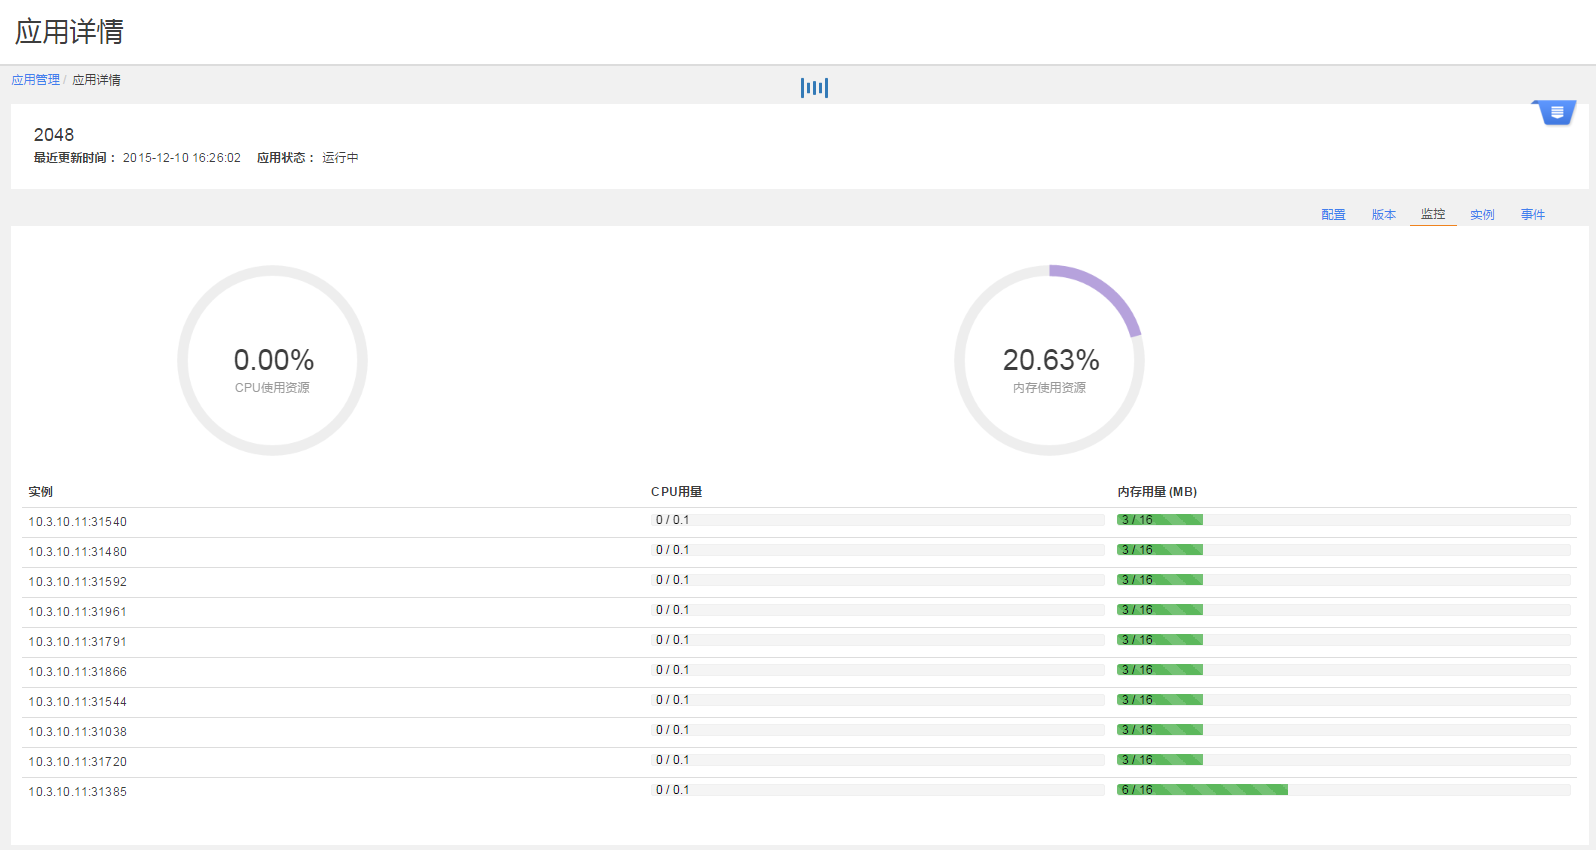 应用详情
应用管理 / 应用详情
2048
最近更新时间： 2015-12-10 16:26:02 应用状态： 运行中
配置 版本 监控 实例 事件
0.00%
CPU使用资源
20.63%
内存使用资源
实例 CPU用量 内存用量 (MB)
10.3.10.11:31540 0 / 0.1 3 / 16
10.3.10.11:31480 0 / 0.1 3 / 16
10.3.10.11:31592 0 / 0.1 3 / 16
10.3.10.11:31961 0 / 0.1 3 / 16
10.3.10.11:31791 0 / 0.1 3 / 16
10.3.10.11:31866 0 / 0.1 3 / 16
10.3.10.11:31544 0 / 0.1 3 / 16
10.3.10.11:31038 0 / 0.1 3 / 16
10.3.10.11:31720 0 / 0.1 3 / 16
10.3.10.11:31385 0 / 0.1 6 / 16